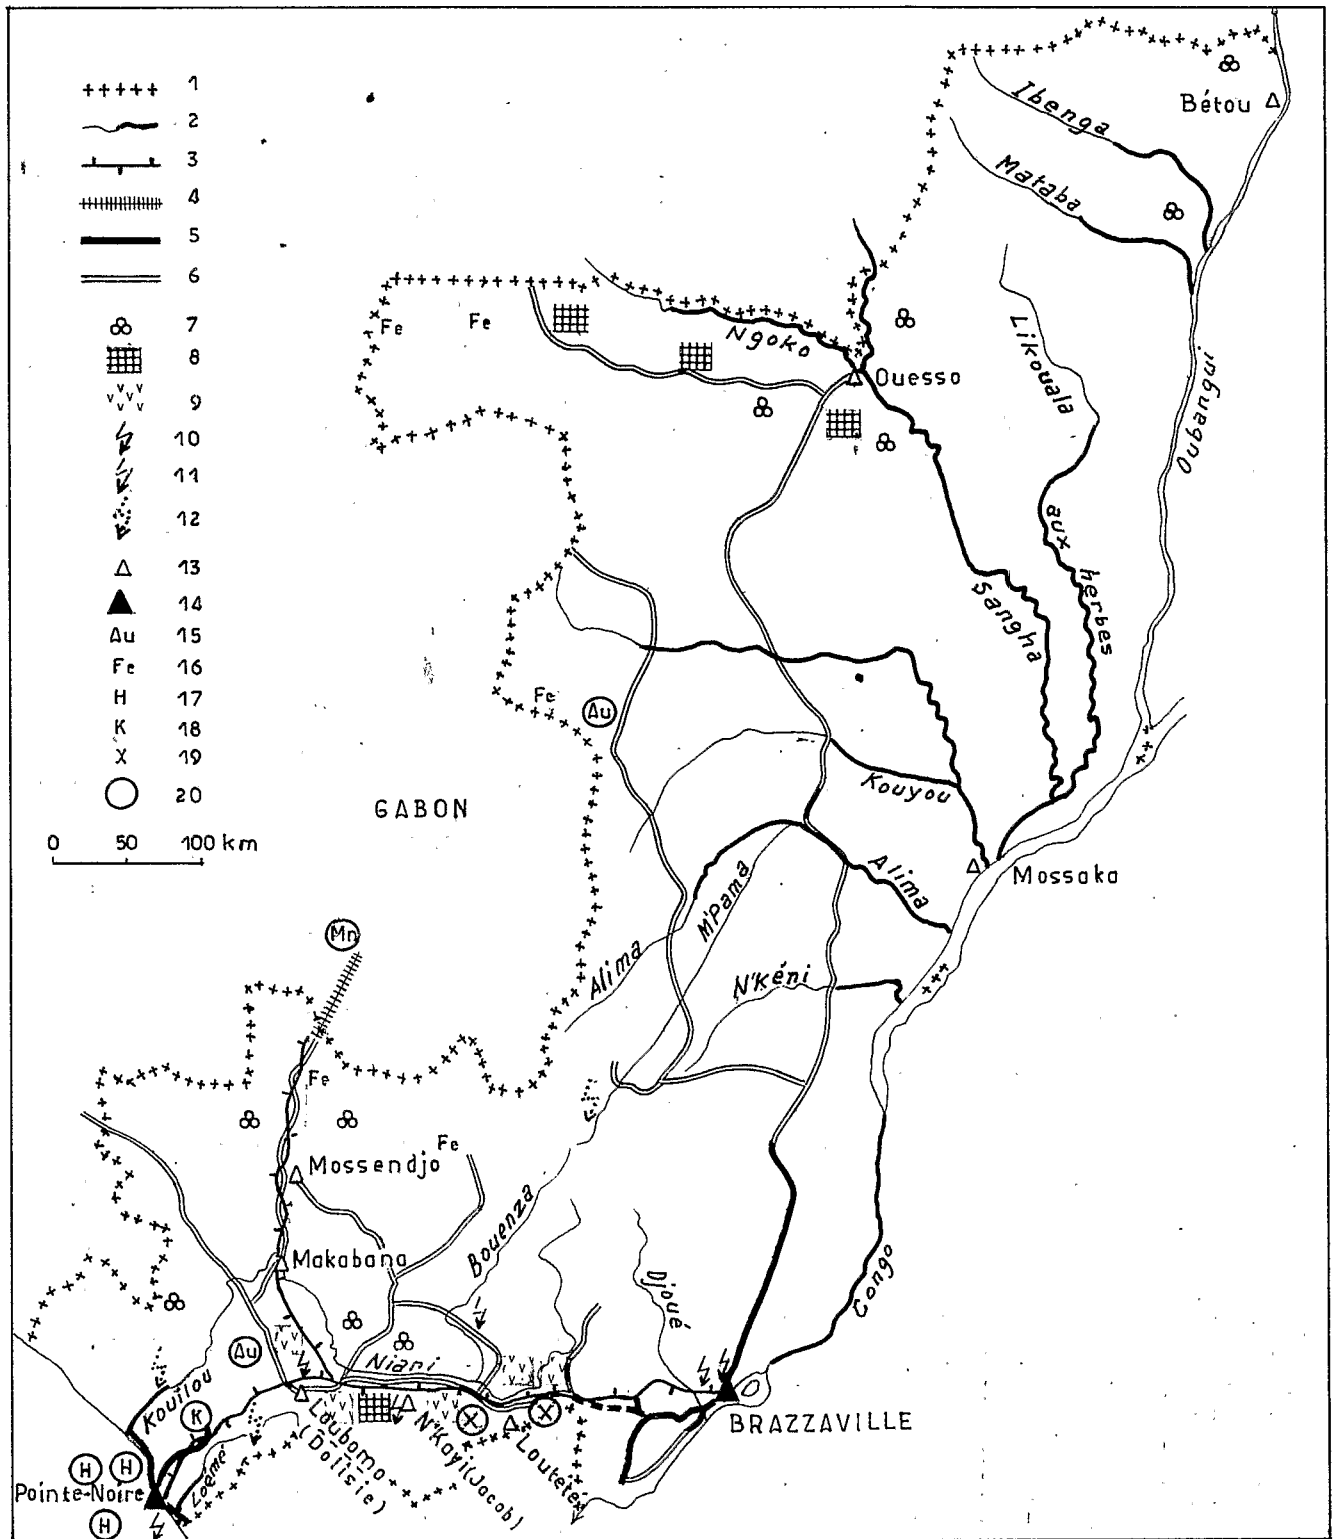 1
2
3
4
5
6
7
8
9
10
11
12
13
14
Au 15
Fe 16
H 17
K 18
X 19
20
0 50 100 km
Ibenga
Bétou
Mataba
Fe
Fe
Ngoko
Ouesso
Likouala
aux
herbes
Oubangui
Sangha
Fe
Au
GABON
Kouyou
Mossaka
Alima
M'Pama
Alima
N'Kéni
Mn
Fe
Mossendjo
Fe
Bouenza
Makabana
Djoué
Congo
Au
Niari
Kouilou
K
Loubomo
(Dolisie)
N'Kayi (Jacob)
X
X
Loutété
BRAZZAVILLE
Loémé
H
H
Pointe-Noire
H